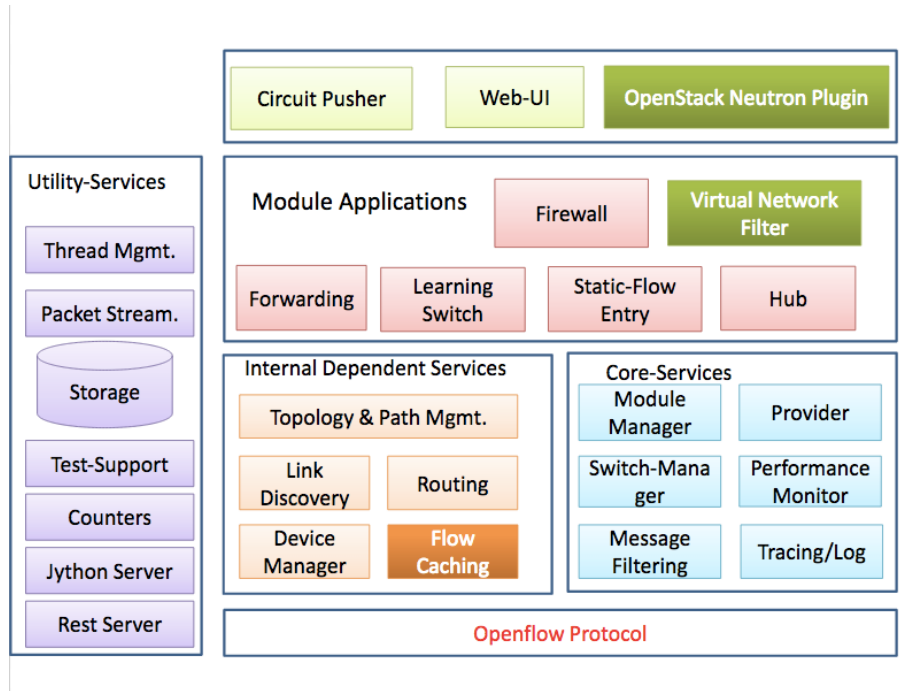 Circuit Pusher
Web-UI
OpenStack Neutron Plugin
Utility-Services
Thread Mgmt.
Packet Stream.
Storage
Test-Support
Counters
Jython Server
Rest Server
Module Applications
Firewall
Virtual Network
Filter
Forwarding
Learning
Switch
Static-Flow
Entry
Hub
Internal Dependent Services
Topology & Path Mgmt.
Link
Discovery
Routing
Device
Manager
Flow
Caching
Core-Services
Module
Manager
Provider
Switch-Mana
ger
Performance
Monitor
Message
Filtering
Tracing/Log
Openflow Protocol